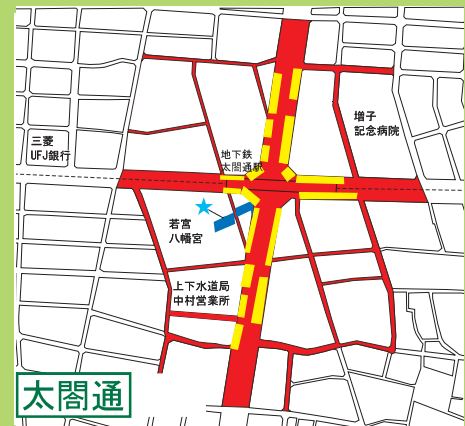 増子
記念病院
三菱
UFJ銀行
地下鉄
太閤通駅
若宮
八幡宮
上下水道局
中村営業所
太閤通